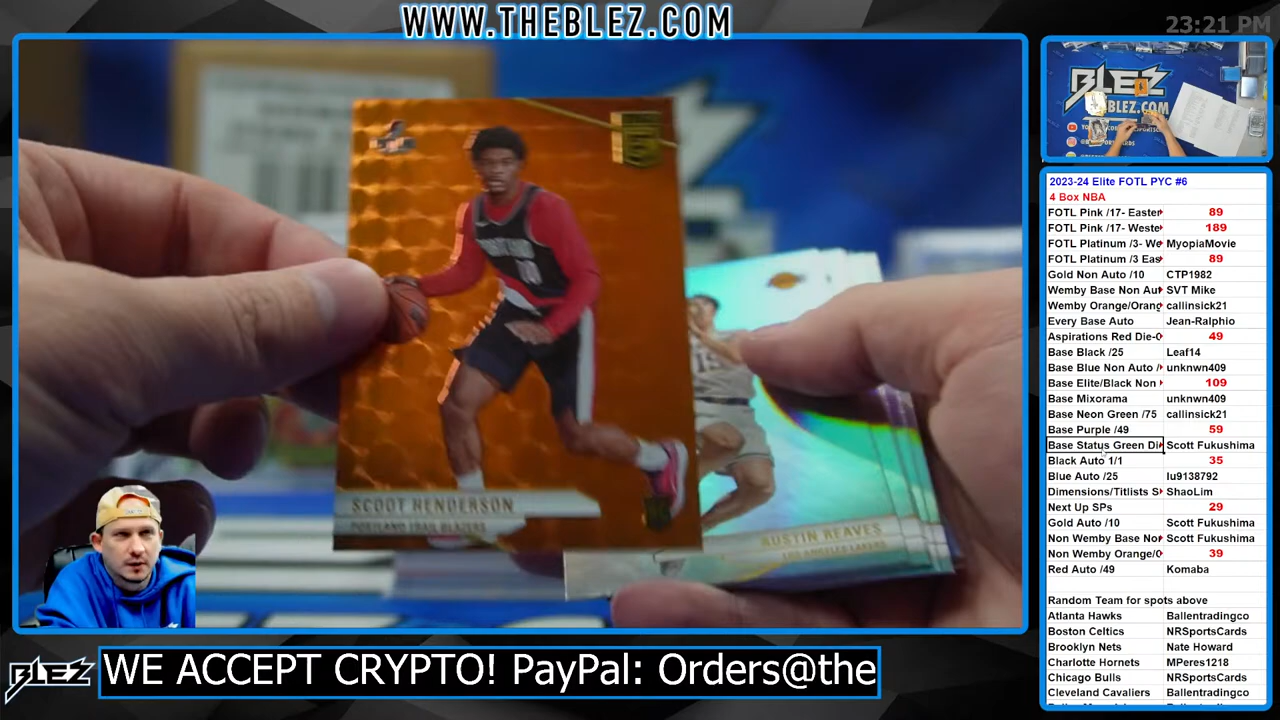 WWW.THEBLEZ.COM
23:21 PM
BLEZ
.COM
2023-24 Elite FOTL PYC #6
4 Box NBA
FOTL Pink /17- Easter 89
FOTL Pink /17- Weste 189
FOTL Platinum /3- We MyopiaMovie
FOTL Platinum /3 Eas 89
Gold Non Auto /10 CTP1982
Wemby Base Non Aut SVT Mike
Wemby Orange/Orang callinsick21
Every Base Auto Jean-Ralphio
Aspirations Red Die-C 49
Base Black /25 Leaf14
Base Blue Non Auto / unknwn409
Base Elite/Black Non 109
Base Mixorama unknwn409
Base Neon Green /75 callinsick21
Base Purple /49 59
Base Status Green Di Scott Fukushima
Black Auto 1/1 35
Blue Auto /25 lu9138792
Dimensions/Titlists S ShaoLim
Next Up SPs 29
Gold Auto /10 Scott Fukushima
Non Wemby Base Non Scott Fukushima
Non Wemby Orange/O 39
Red Auto /49 Komaba
Random Team for spots above
Atlanta Hawks Ballentradingco
Boston Celtics NRSportsCards
Brooklyn Nets Nate Howard
Charlotte Hornets MPeres1218
Chicago Bulls NRSportsCards
Cleveland Cavaliers Ballentradingco
SCOOT HENDERSON
PORTLAND TRAIL BLAZERS
AUSTIN REAVES
LOS ANGELES LAKERS
BLEZ
WE ACCEPT CRYPTO! PayPal: Orders@the